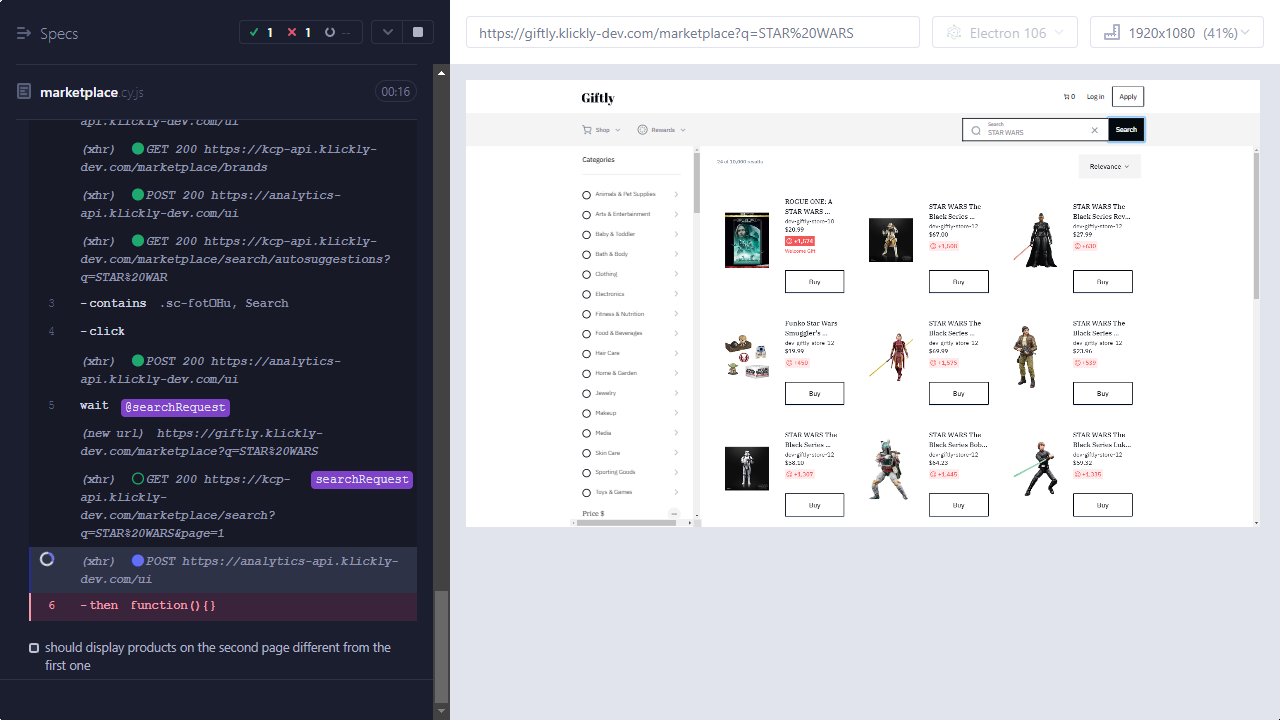 Specs
1
1
--
marketplace.cy.js
00:16
api.klickly-dev.com/ui
(xhr) GET 200 https://kcp-api.klickly-
dev.com/marketplace/brands
(xhr) POST 200 https://analytics-
api.klickly-dev.com/ui
(xhr) GET 200 https://kcp-api.klickly-
dev.com/marketplace/search/autosuggestions?
q=STAR%20WAR
3 -contains .sc-fotOHu, Search
4 -click
(xhr) POST 200 https://analytics-
api.klickly-dev.com/ui
5 wait @searchRequest
(new url) https://giftly.klickly-
dev.com/marketplace?q=STAR%20WARS
(xhr) GET 200 https://kcp- searchRequest
api.klickly-
dev.com/marketplace/search?
q=STAR%20WARS&page=1
(xhr) POST https://analytics-api.klickly-
dev.com/ui
6 -then function(){}
should display products on the second page different from the
first one
https://giftly.klickly-dev.com/marketplace?q=STAR%20WARS
Electron 106
1920x1080 (41%)
Giftly
0 Log in Apply
Shop Rewards
Search
STAR WARS
Search
Categories
Animals & Pet Supplies
Arts & Entertainment
Baby & Toddler
Bath & Body
Clothing
Electronics
Fitness & Nutrition
Food & Beverages
Hair Care
Home & Garden
Jewelry
Makeup
Media
Skin Care
Sporting Goods
Toys & Games
Price $
24 of 10,000 results
Relevance
ROGUE ONE: A
STAR WARS ...
dev-giftly-store-10
$20.99
+1,574
Welcome Gift
Buy
STAR WARS The
Black Series ...
dev-giftly-store-12
$67.00
Buy
STAR WARS The
Black Series Rev...
dev-giftly-store-12
$27.99
+630
Buy
Funko Star Wars
Smuggler's ...
dev-giftly-store-12
$19.99
+450
Buy
STAR WARS The
Black Series ...
dev-giftly-store-12
$69.99
+1,575
Buy
STAR WARS The
Black Series ...
dev-giftly-store-12
$23.96
+539
Buy
STAR WARS The
Black Series ...
dev-giftly-store-12
$58.10
+1,307
Buy
STAR WARS The
Black Series Bob...
dev-giftly-store-12
$64.23
+1,445
Buy
STAR WARS The
Black Series Luk...
dev-giftly-store-12
$59.32
+1,335
Buy